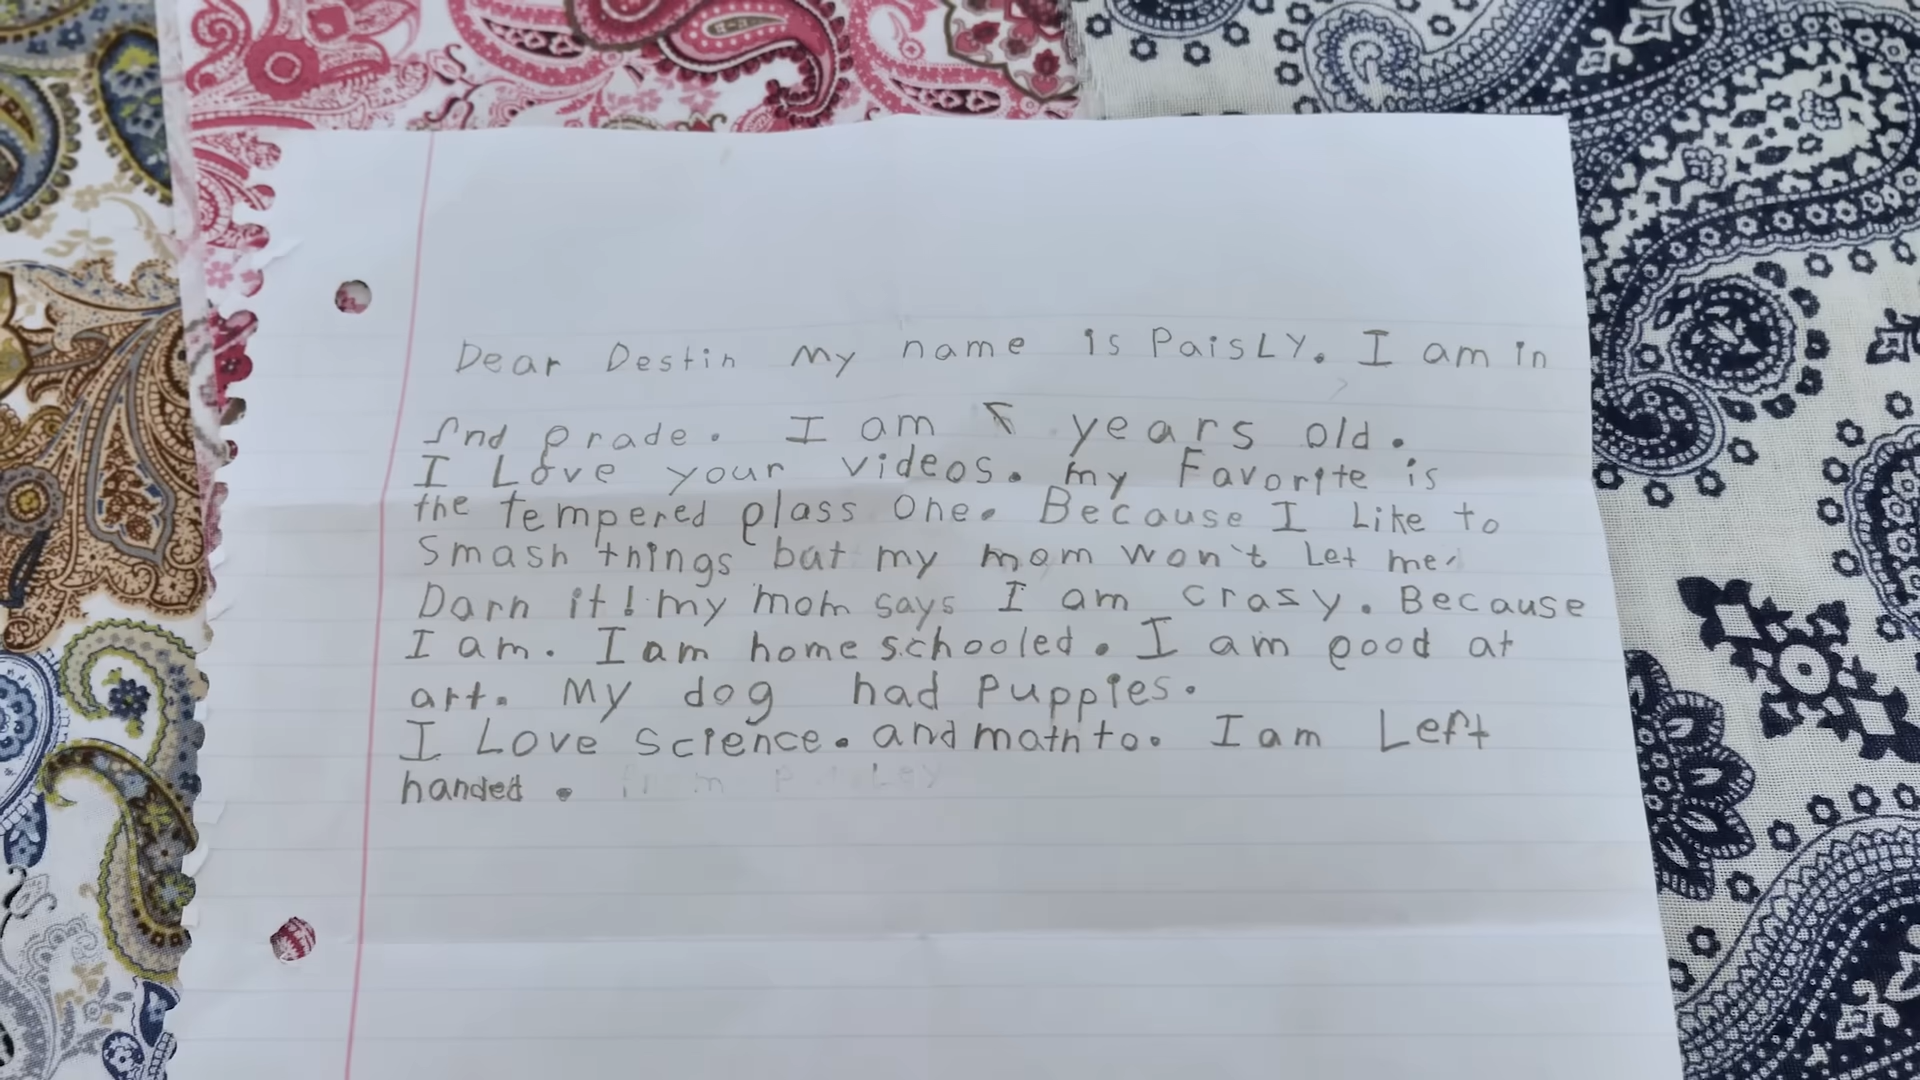 Dear Destin My name is PaisLY. I am in
2nd grade. I am years old.
I Love your videos. my Favorite is
the tempered glass one. Because I Like to
Smash things but my mom won't Let me.
Darn it! my mom says I am crasy. Because
I am. I am home schooled. I am good at
art. My dog had puppies.
I Love science. and math to. I am Left
handed.